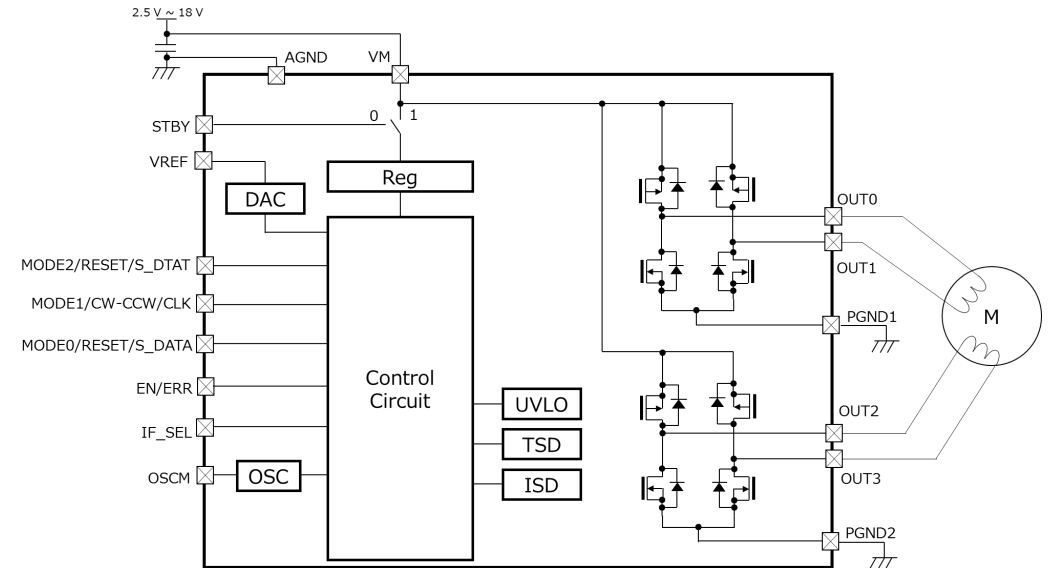 2.5 V ~ 18 V
AGND
VM
STBY
0
1
VREF
Reg
DAC
OUT0
MODE2/RESET/S_DTAT
OUT1
MODE1/CW-CCW/CLK
PGND1
M
MODE0/RESET/S_DATA
Control
Circuit
EN/ERR
UVLO
OUT2
IF_SEL
TSD
OSCM
OSC
ISD
OUT3
PGND2